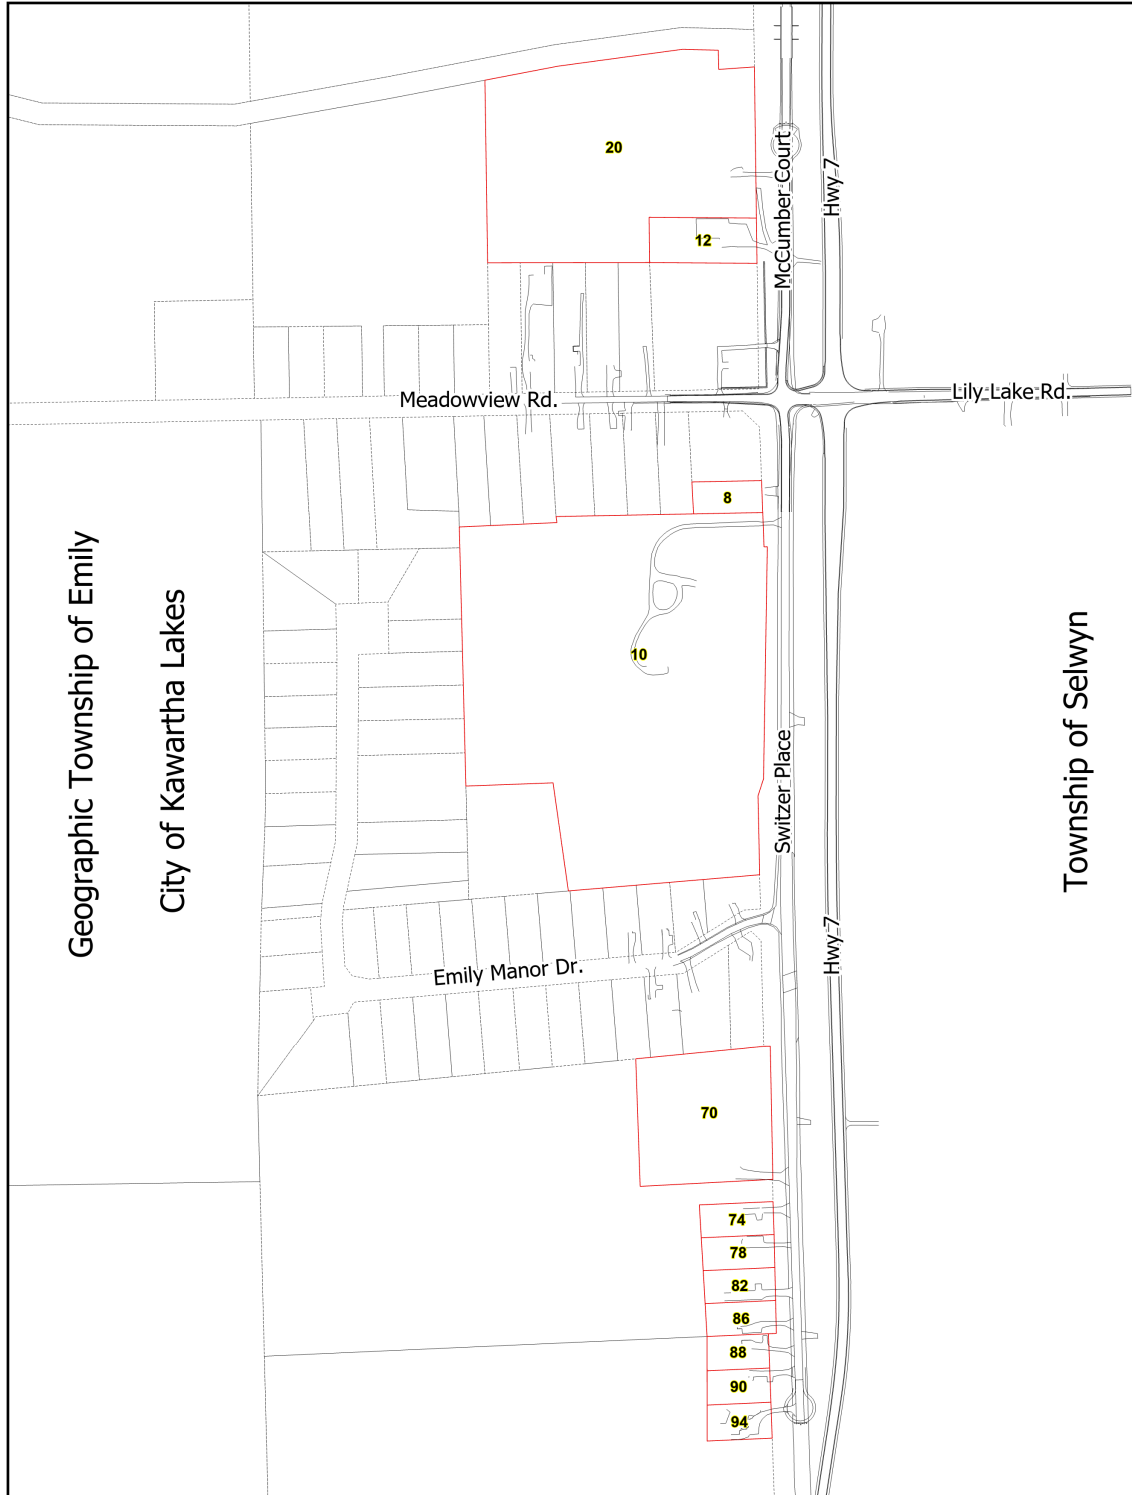 20
McCumber Court
Hwy 7
12
Meadowview Rd.
Lily Lake Rd.
8
Geographic Township of Emily
City of Kawartha Lakes
10
Township of Selwyn
Switzer Place
Hwy 7
Emily Manor Dr.
70
74
78
82
86
88
90
94